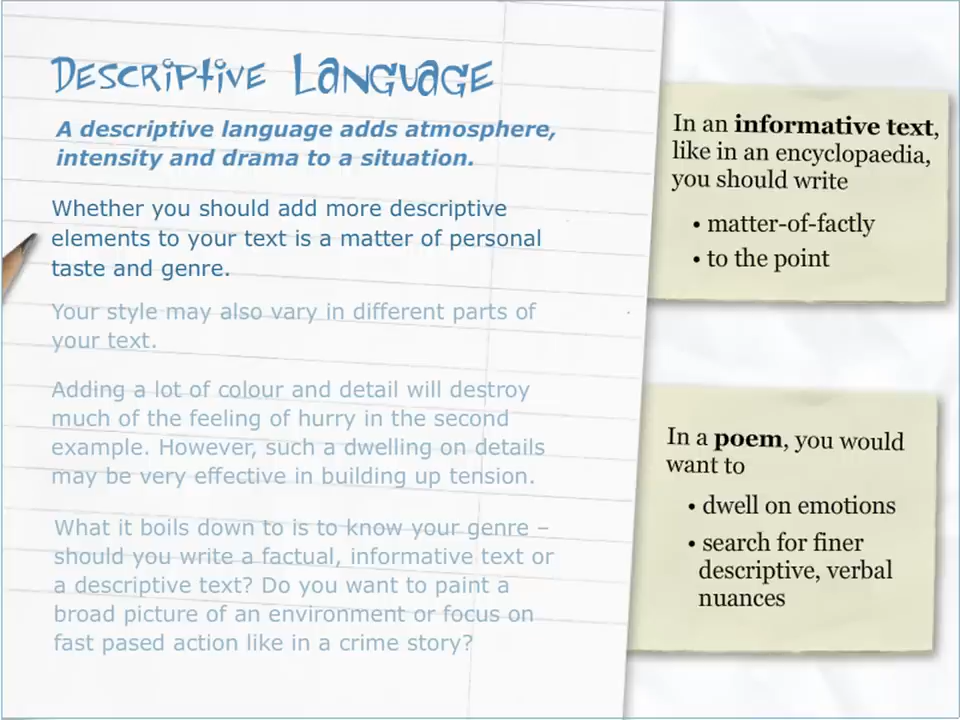 Descriptive Language
A descriptive language adds atmosphere,
intensity and drama to a situation.
Whether you should add more descriptive
elements to your text is a matter of personal
taste and genre.
Your style may also vary in different parts of
your text.
Adding a lot of colour and detail will destroy
much of the feeling of hurry in the second
example. However, such a dwelling on details
may be very effective in building up tension.
What it boils down to is to know your genre –
should you write a factual, informative text or
a descriptive text? Do you want to paint a
broad picture of an environment or focus on
fast pased action like in a crime story?
In an informative text,
like in an encyclopaedia,
you should write
• matter-of-factly
• to the point
In a poem, you would
want to
• dwell on emotions
• search for finer
descriptive, verbal
nuances